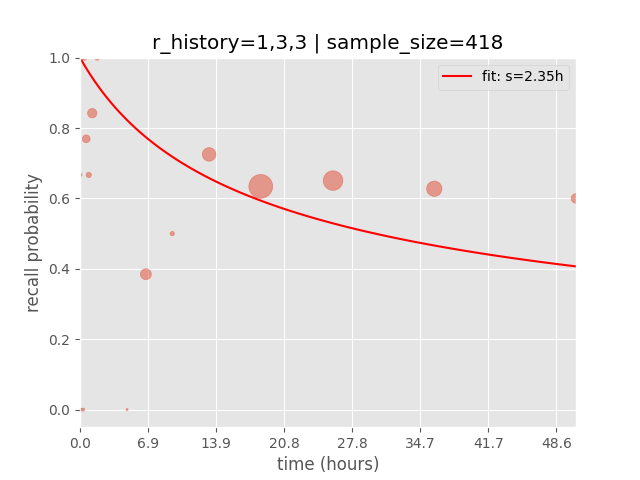 r_history=1,3,3 | sample_size=418
fit: s=2.35h
1.0
0.8
0.6
0.4
0.2
0.0
recall probability
0.0 6.9 13.9 20.8 27.8 34.7 41.7 48.6
time (hours)